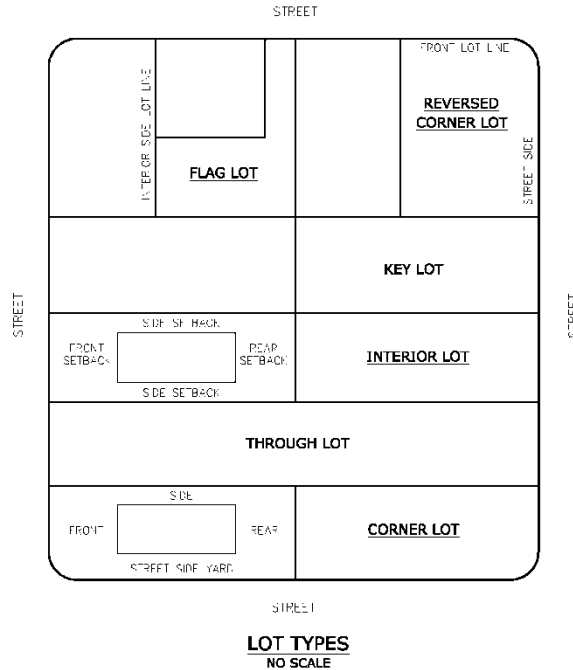 STREET
FRONT LOT LINE
INTERIOR SIDE LOT LINE
REVERSED
CORNER LOT
STREET SIDE
FLAG LOT
KEY LOT
STREET
STREET
SIDE SETBACK
FRONT
SETBACK
REAR
SETBACK
SIDE SETBACK
INTERIOR LOT
THROUGH LOT
SIDE
FRONT
REAR
STREET SIDE YARD
CORNER LOT
STREET
LOT TYPES
NO SCALE